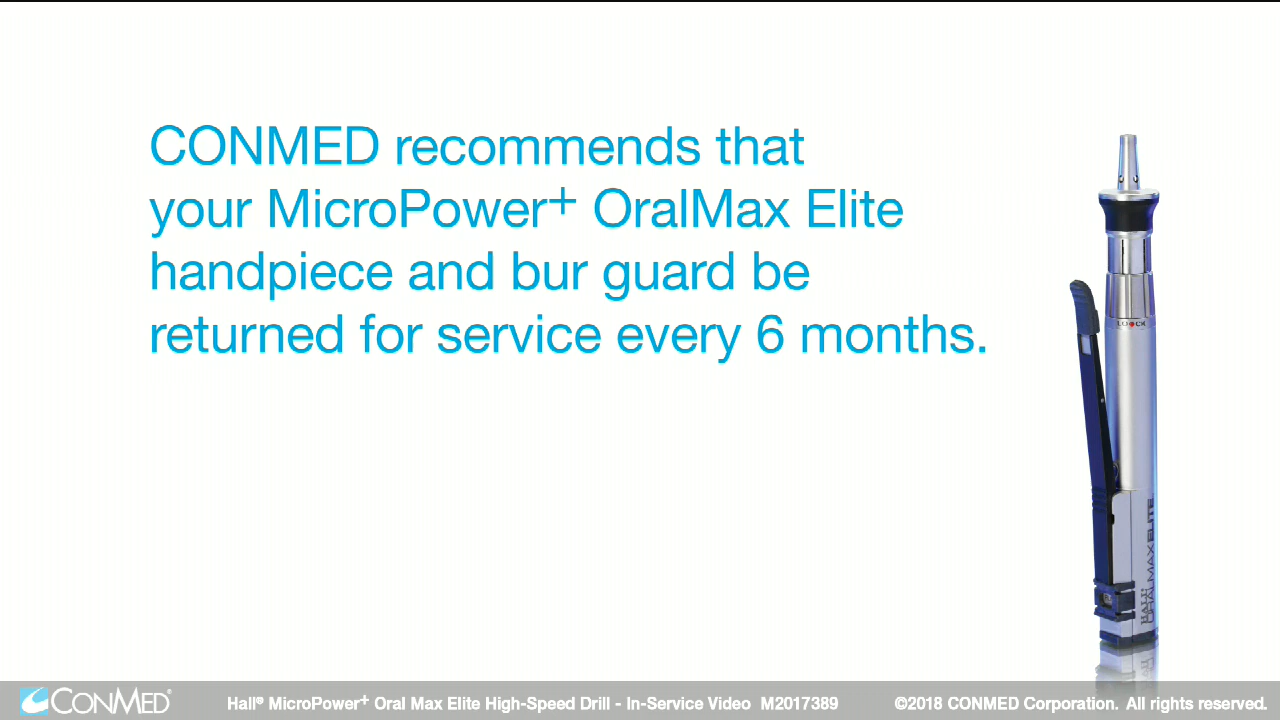 CONMED recommends that
your MicroPower+ OralMax Elite
handpiece and bur guard be
returned for service every 6 months.
HALL
ORALMAX ELITE
CONMED®
Hall® MicroPower+ Oral Max Elite High-Speed Drill - In-Service Video M2017389
©2018 CONMED Corporation. All rights reserved.